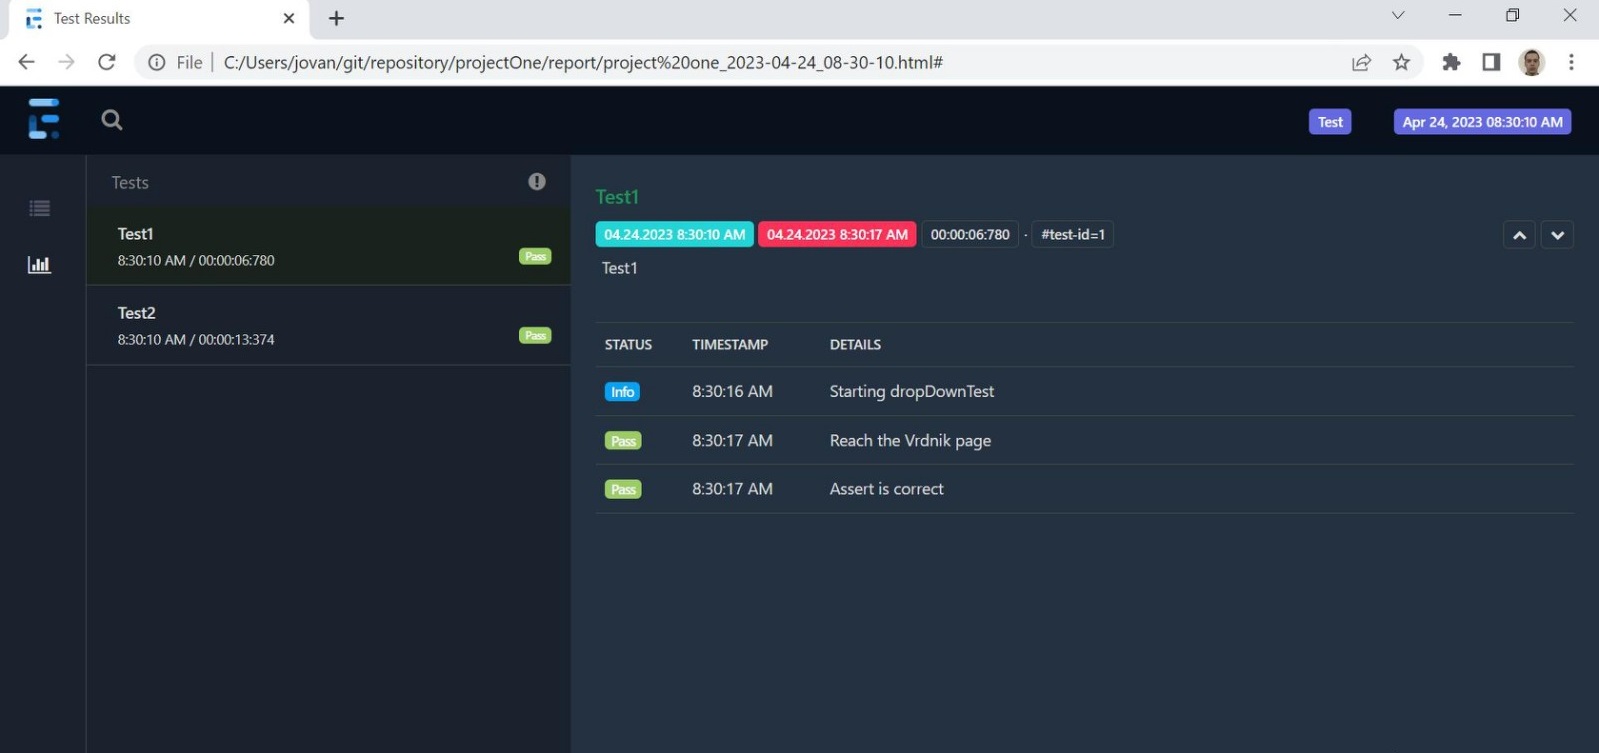 Test Results
File | C:/Users/jovan/git/repository/projectOne/report/project%20one_2023-04-24_08-30-10.html#
Test Apr 24, 2023 08:30:10 AM
Tests
Test1
8:30:10 AM / 00:00:06:780 Pass
Test2
8:30:10 AM / 00:00:13:374 Pass
Test1
04.24.2023 8:30:10 AM 04.24.2023 8:30:17 AM 00:00:06:780 · #test-id=1
Test1
STATUS TIMESTAMP DETAILS
Info 8:30:16 AM Starting dropDownTest
Pass 8:30:17 AM Reach the Vrdnik page
Pass 8:30:17 AM Assert is correct